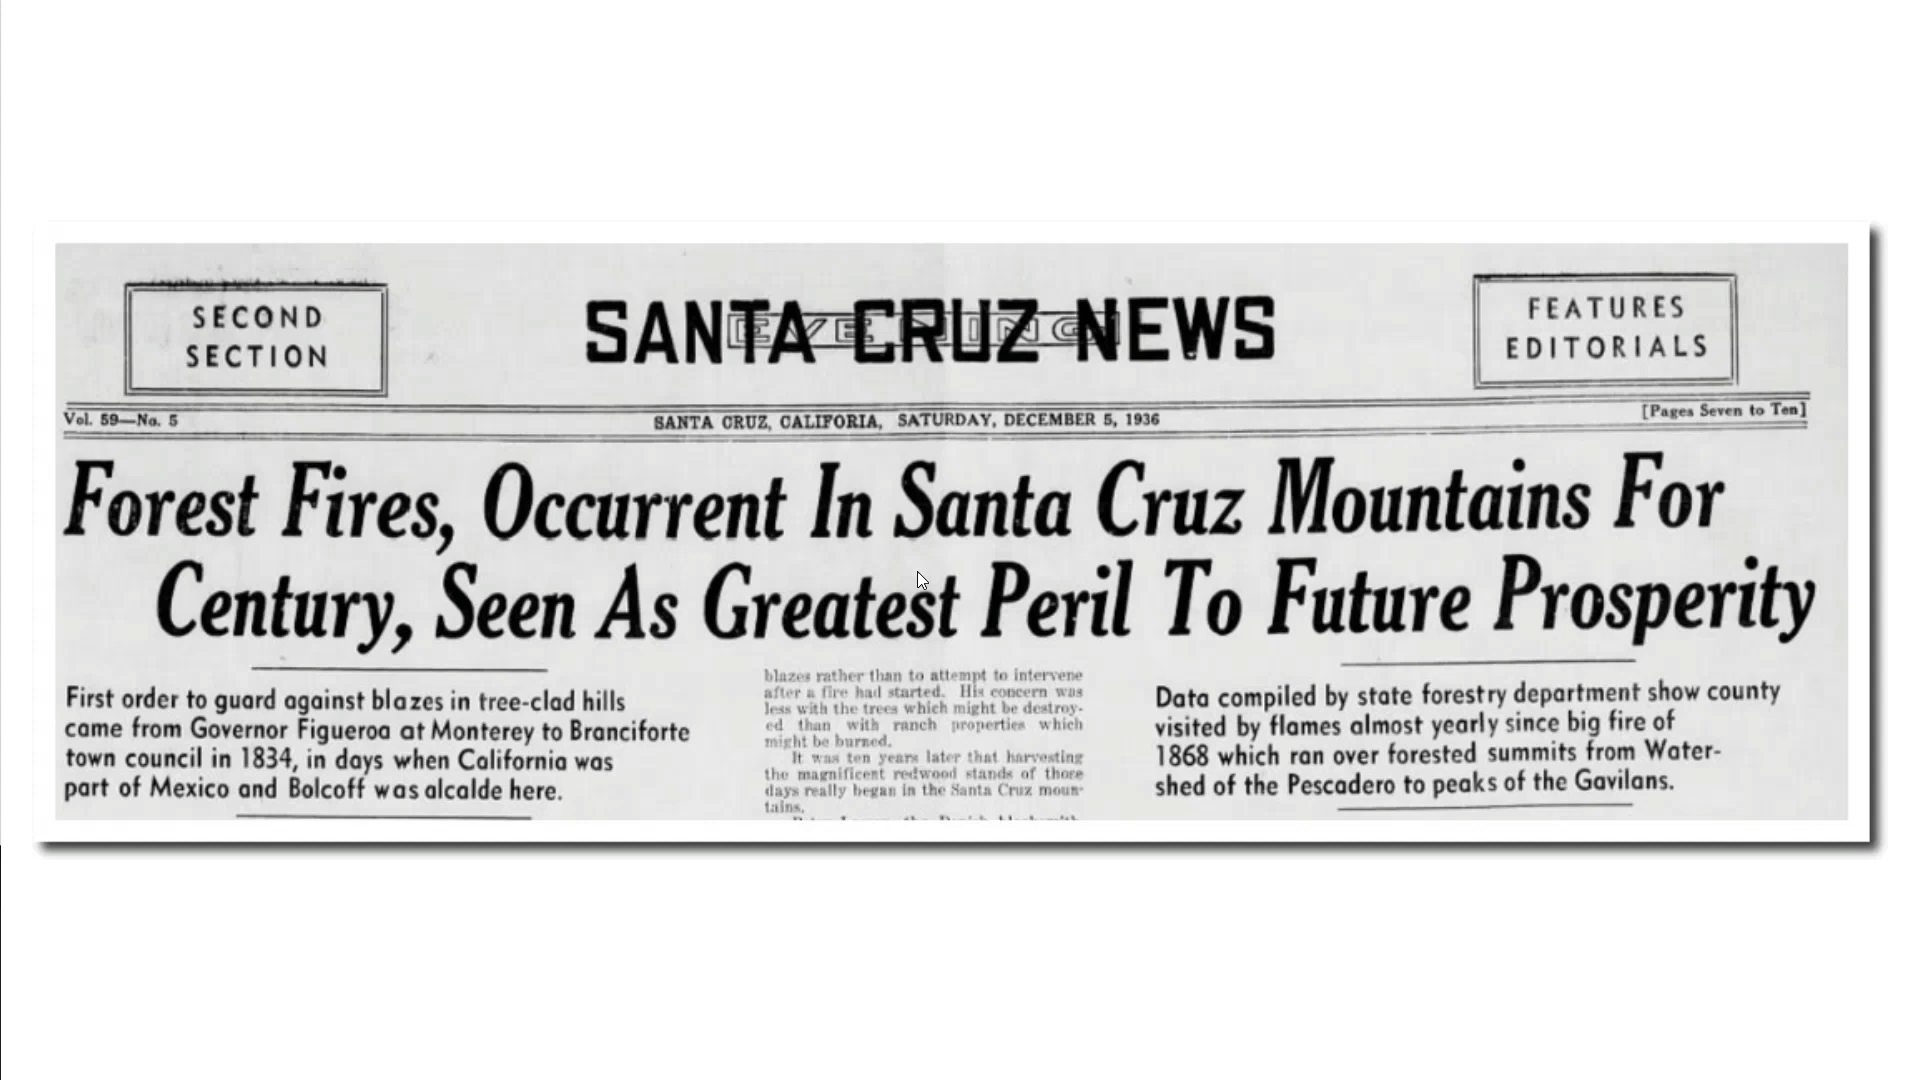 SECOND
SECTION
SANTA CRUZ NEWS
EVENING
FEATURES
EDITORIALS
Vol. 59—No. 5
SANTA CRUZ, CALIFORIA, SATURDAY, DECEMBER 5, 1936
[Pages Seven to Ten]
Forest Fires, Occurrent In Santa Cruz Mountains For
Century, Seen As Greatest Peril To Future Prosperity
First order to guard against blazes in tree-clad hills
came from Governor Figueroa at Monterey to Branciforte
town council in 1834, in days when California was
part of Mexico and Bolcoff was alcalde here.
blazes rather than to attempt to intervene
after a fire had started. His concern was
less with the trees which might be destroy-
ed than with ranch properties which
might be burned.
It was ten years later that harvesting
the magnificent redwood stands of those
days really began in the Santa Cruz moun-
tains.
Data compiled by state forestry department show county
visited by flames almost yearly since big fire of
1868 which ran over forested summits from Water-
shed of the Pescadero to peaks of the Gavilans.